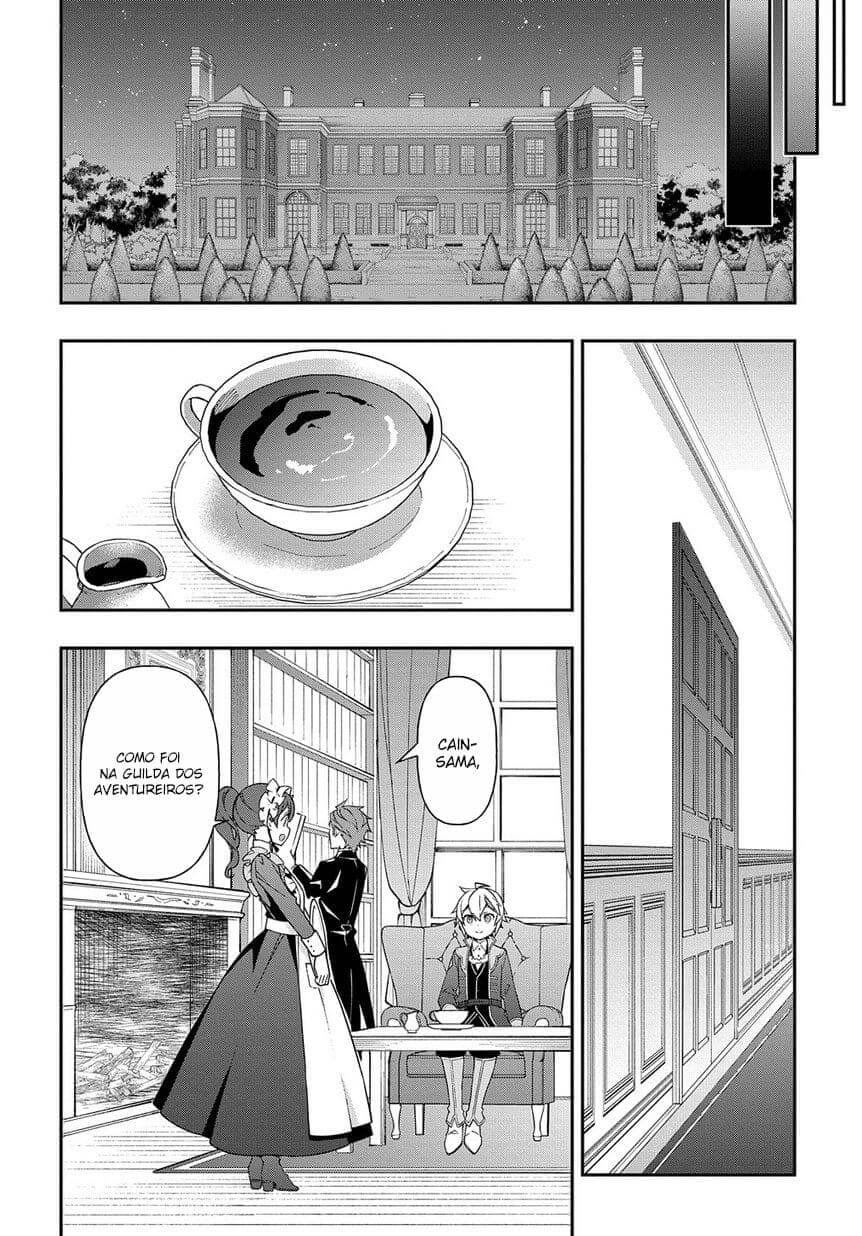 CAIN-
SAMA,
COMO FOI
NA GUILDA DOS
AVENTUREIROS?